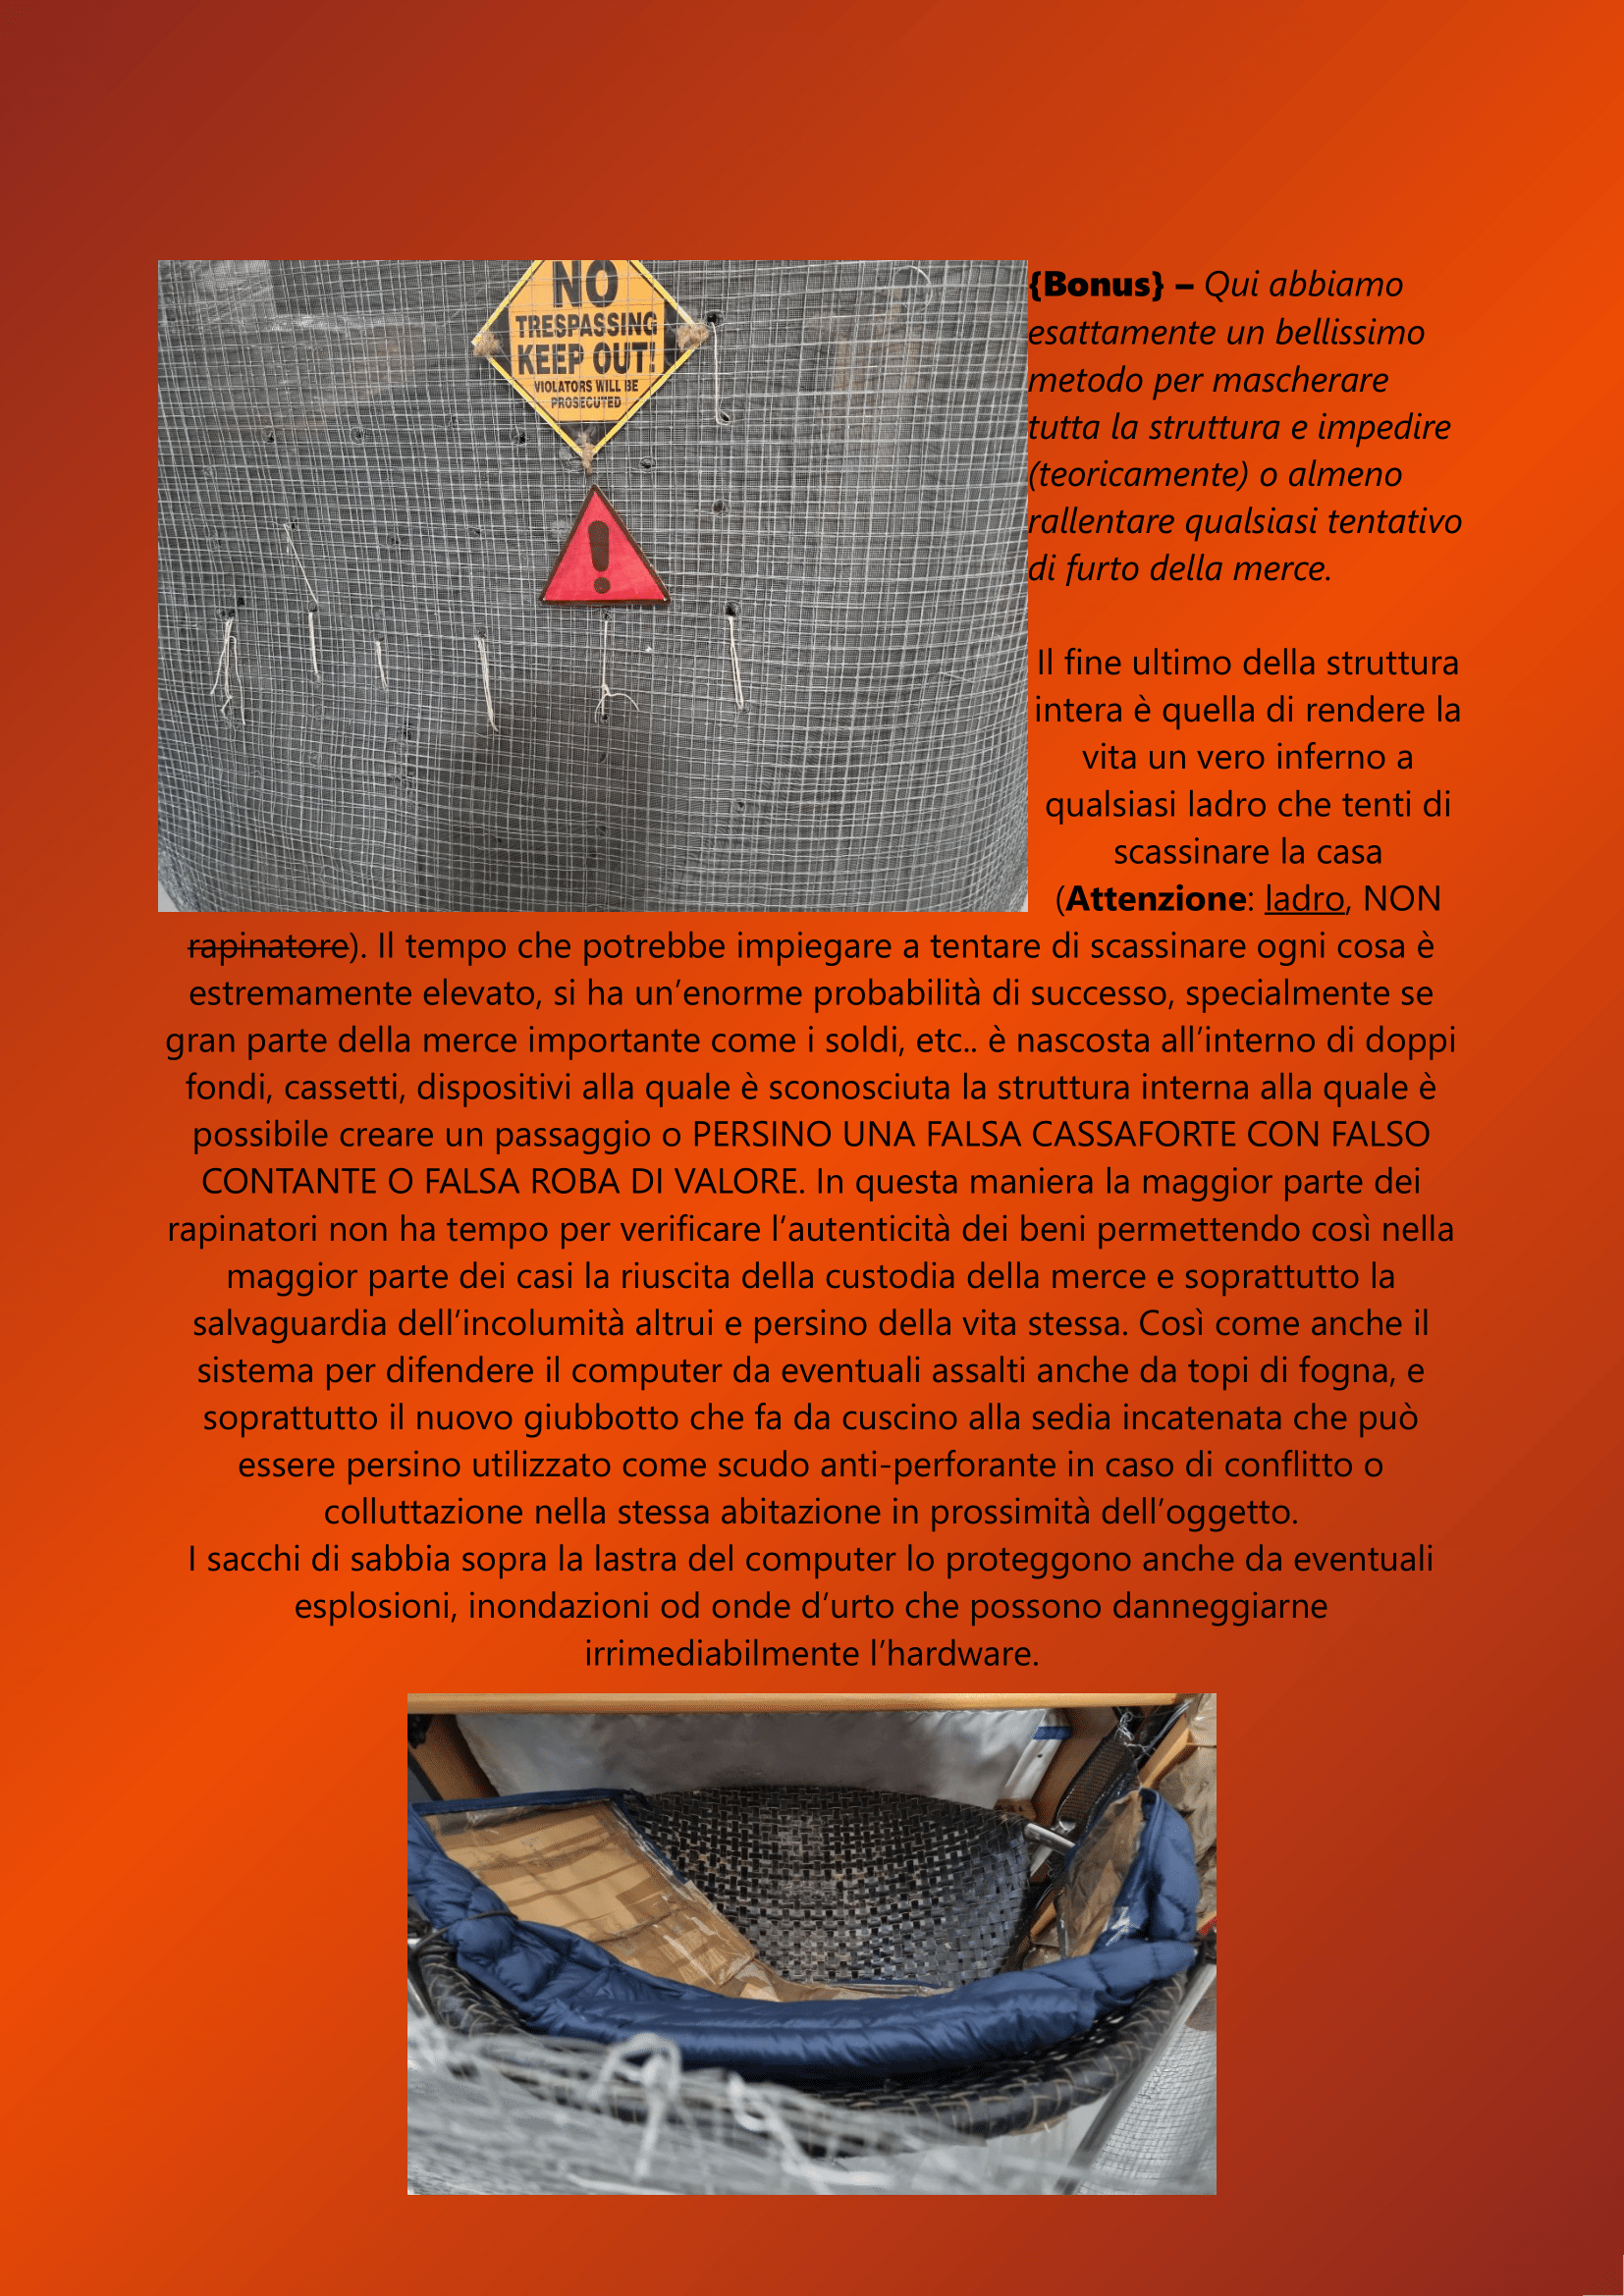 NO
TRESPASSING
KEEP OUT!
VIOLATORS WILL BE
PROSECUTED
{Bonus} – Qui abbiamo
esattamente un bellissimo
metodo per mascherare
tutta la struttura e impedire
(teoricamente) o almeno
rallentare qualsiasi tentativo
di furto della merce.
Il fine ultimo della struttura
intera è quella di rendere la
vita un vero inferno a
qualsiasi ladro che tenti di
scassinare la casa
(Attenzione: ladro, NON
rapinatore). Il tempo che potrebbe impiegare a tentare di scassinare ogni cosa è
estremamente elevato, si ha un’enorme probabilità di successo, specialmente se
gran parte della merce importante come i soldi, etc.. è nascosta all’interno di doppi
fondi, cassetti, dispositivi alla quale è sconosciuta la struttura interna alla quale è
possibile creare un passaggio o PERSINO UNA FALSA CASSAFORTE CON FALSO
CONTANTE O FALSA ROBA DI VALORE. In questa maniera la maggior parte dei
rapinatori non ha tempo per verificare l’autenticità dei beni permettendo così nella
maggior parte dei casi la riuscita della custodia della merce e soprattutto la
salvaguardia dell’incolumità altrui e persino della vita stessa. Così come anche il
sistema per difendere il computer da eventuali assalti anche da topi di fogna, e
soprattutto il nuovo giubbotto che fa da cuscino alla sedia incatenata che può
essere persino utilizzato come scudo anti-perforante in caso di conflitto o
colluttazione nella stessa abitazione in prossimità dell’oggetto.
I sacchi di sabbia sopra la lastra del computer lo proteggono anche da eventuali
esplosioni, inondazioni od onde d’urto che possono danneggiarne
irrimediabilmente l’hardware.